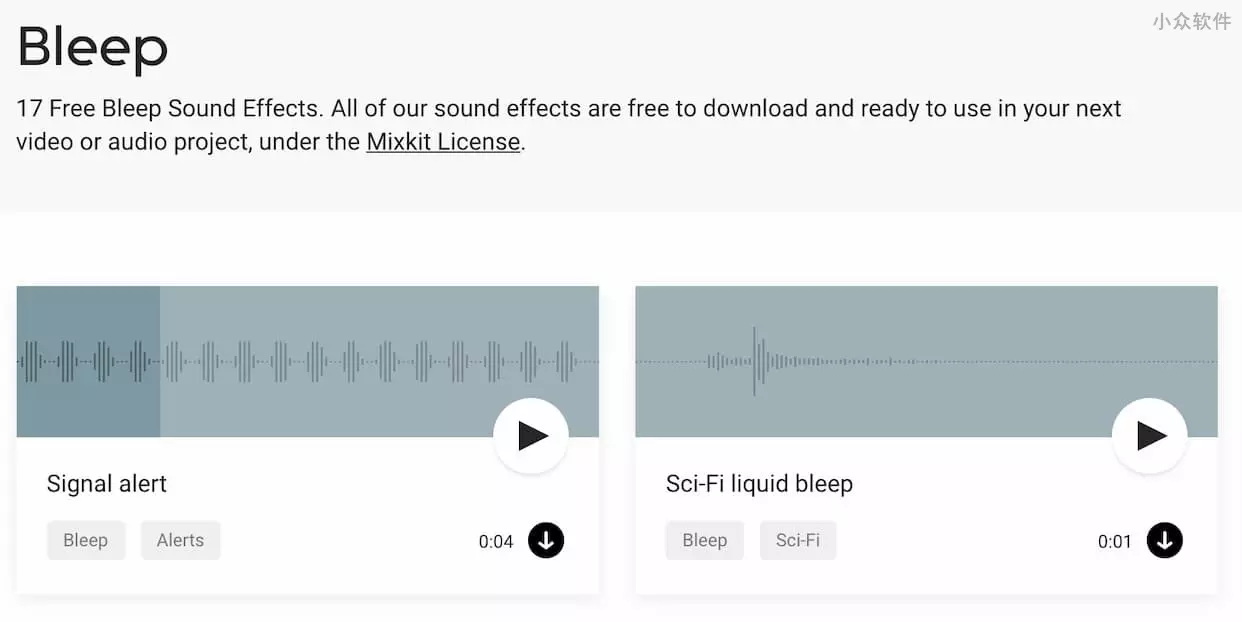 小众软件
Bleep
17 Free Bleep Sound Effects. All of our sound effects are free to download and ready to use in your next
video or audio project, under the Mixkit License.
Signal alert
Bleep Alerts 0:04
Sci-Fi liquid bleep
Bleep Sci-Fi 0:01